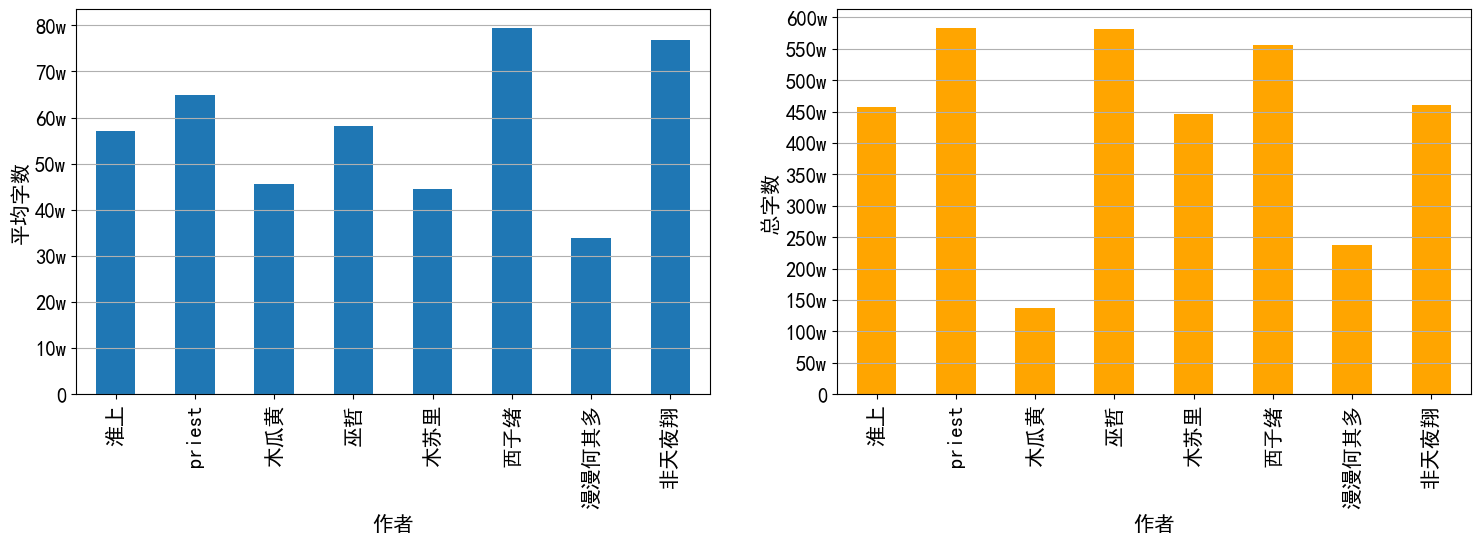 80w
70w
60w
50w
40w
30w
20w
10w
0
平均字数
淮上
priest
木瓜黄
巫哲
木苏里
西子绪
漫漫何其多
非天夜翔
作者
600w
550w
500w
450w
400w
350w
300w
250w
200w
150w
100w
50w
0
总字数
淮上
priest
木瓜黄
巫哲
木苏里
西子绪
漫漫何其多
非天夜翔
作者